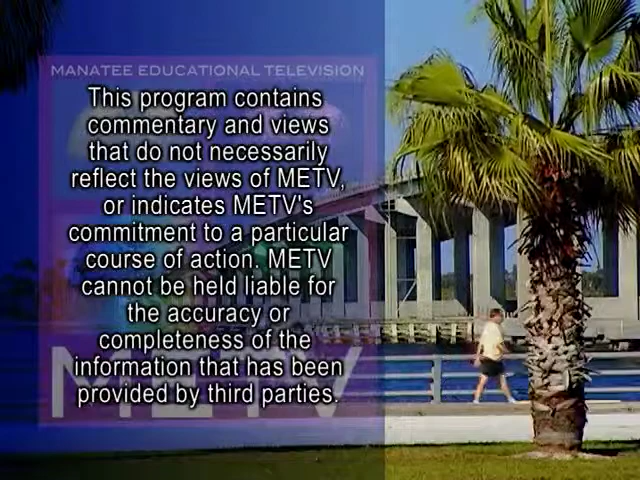 MANATEE EDUCATIONAL TELEVISION
This program contains
commentary and views
that do not necessarily
reflect the views of METV,
or indicates METV's
commitment to a particular
course of action. METV
cannot be held liable for
the accuracy or
completeness of the
information that has been
provided by third parties.
METV